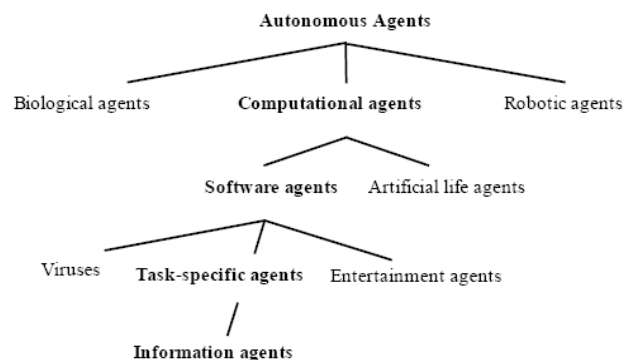 Autonomous Agents
Biological agents Computational agents Robotic agents
Software agents Artificial life agents
Viruses Task-specific agents Entertainment agents
Information agents